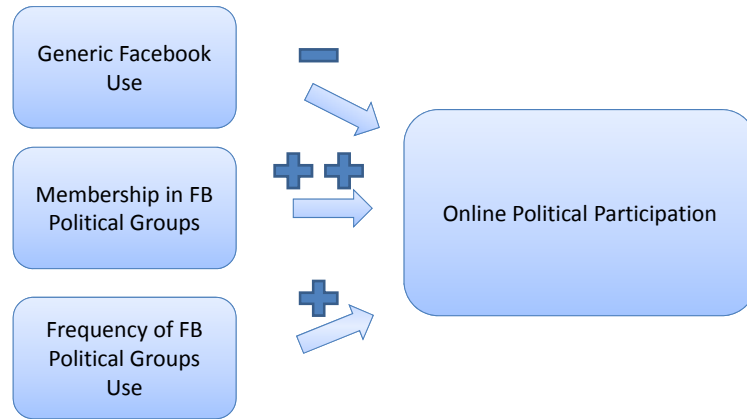 Generic Facebook
Use
Membership in FB
Political Groups
Online Political Participation
Frequency of FB
Political Groups
Use